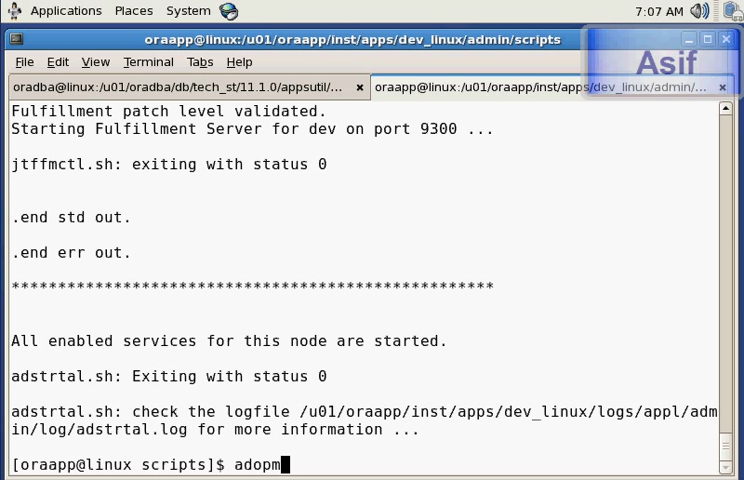 Applications Places System 7:07 AM
oraapp@linux:/u01/oraapp/inst/apps/dev_linux/admin/scripts
Asif
File Edit View Terminal Tabs Help
oradba@linux:/u01/oradba/db/tech_st/11.1.0/appsutil/...
oraapp@linux:/u01/oraapp/inst/apps/dev_linux/admin/...
Fulfillment patch level validated.
Starting Fulfillment Server for dev on port 9300 ...
jtffmctl.sh: exiting with status 0
.end std out.
.end err out.
****************************************************
All enabled services for this node are started.
adstrtal.sh: Exiting with status 0
adstrtal.sh: check the logfile /u01/oraapp/inst/apps/dev_linux/logs/appl/adm
in/log/adstrtal.log for more information ...
[oraapp@linux scripts]$ adopm